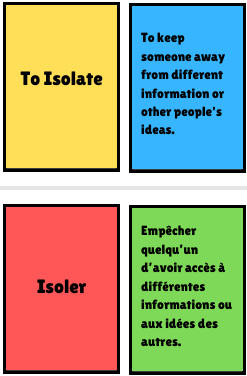 To Isolate
To keep
someone away
from different
information or
other people's
ideas.
Isoler
Empêcher
quelqu'un
d'avoir accès à
différentes
informations ou
aux idées des
autres.